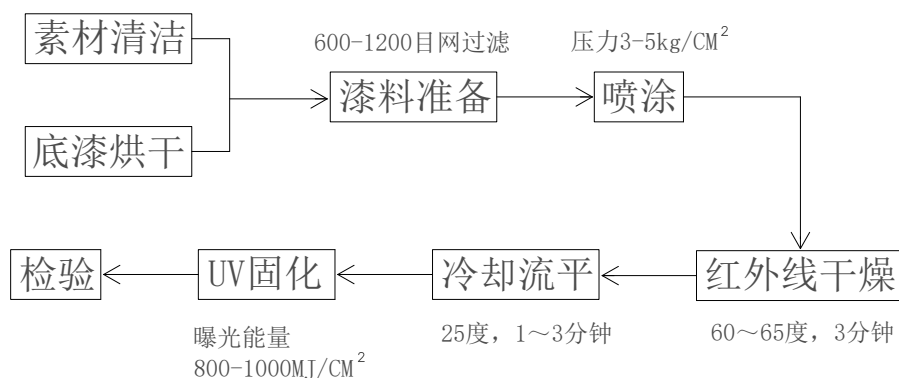 素材清洁
底漆烘干
600-1200目网过滤
漆料准备
压力3-5kg/CM²
喷涂
红外线干燥
60～65度，3分钟
冷却流平
25度，1～3分钟
UV固化
曝光能量
800-1000MJ/CM²
检验